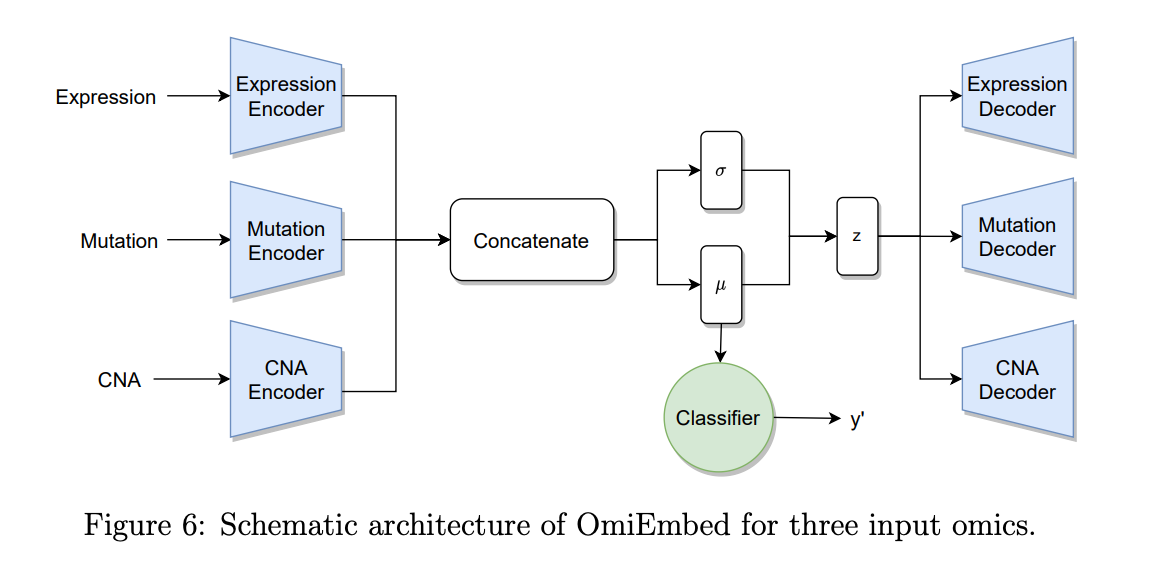 Expression
Expression
Encoder
Mutation
Mutation
Encoder
CNA
CNA
Encoder
Concatenate
σ
μ
z
Classifier
y'
Expression
Decoder
Mutation
Decoder
CNA
Decoder
Figure 6: Schematic architecture of OmiEmbed for three input omics.